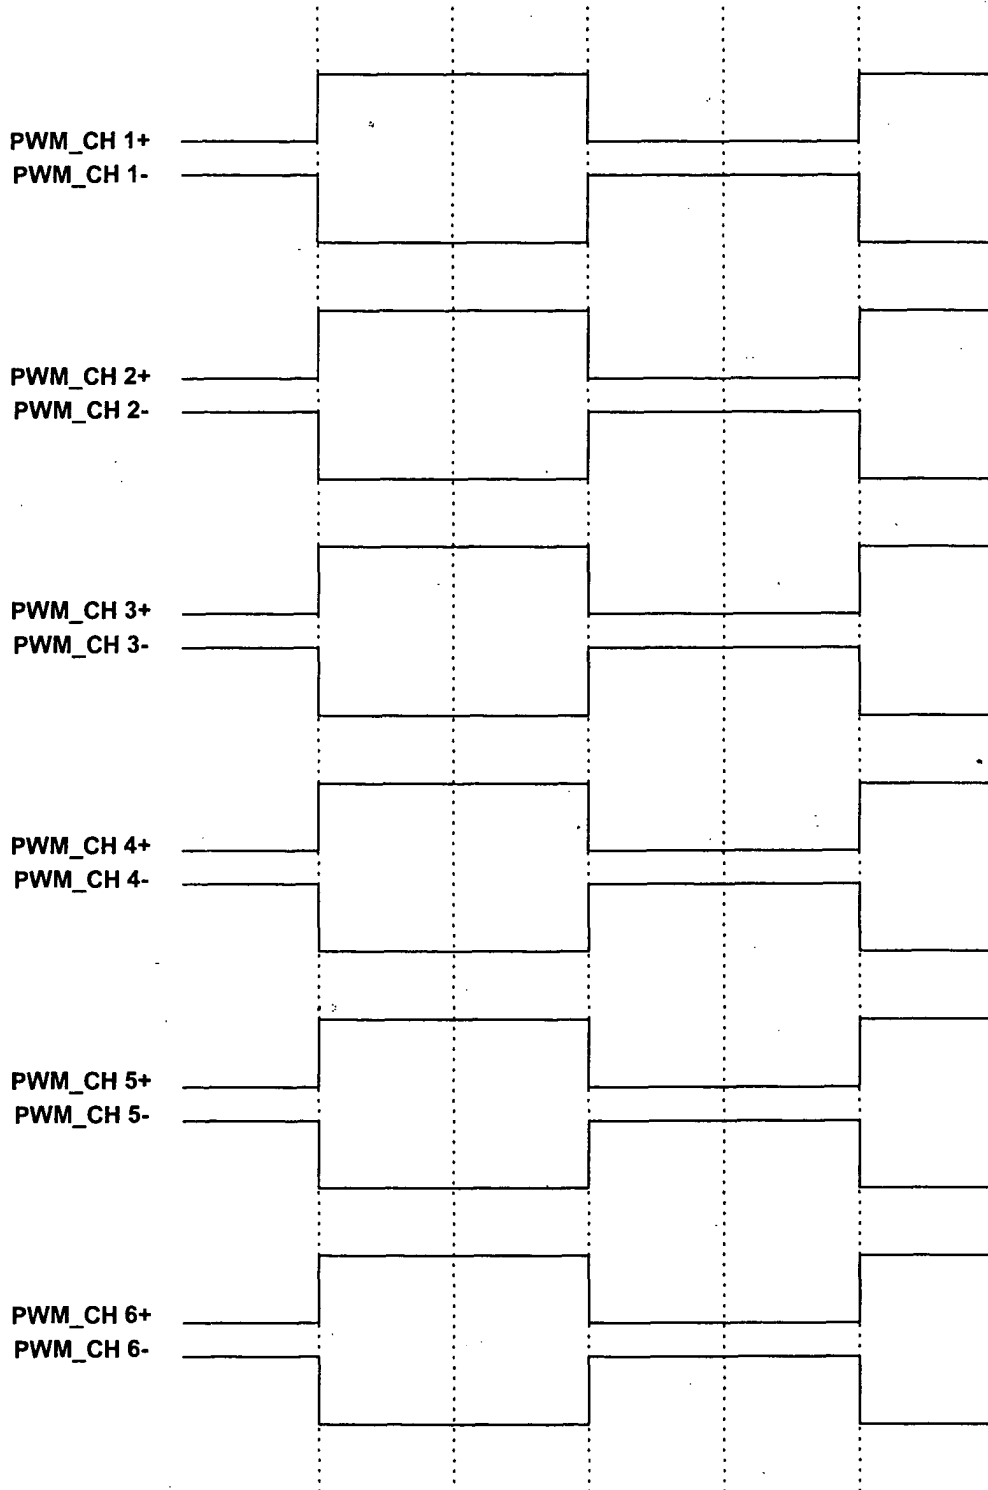 PWM_CH 1+
PWM_CH 1-
PWM_CH 2+
PWM_CH 2-
PWM_CH 3+
PWM_CH 3-
PWM_CH 4+
PWM_CH 4-
PWM_CH 5+
PWM_CH 5-
PWM_CH 6+
PWM_CH 6-